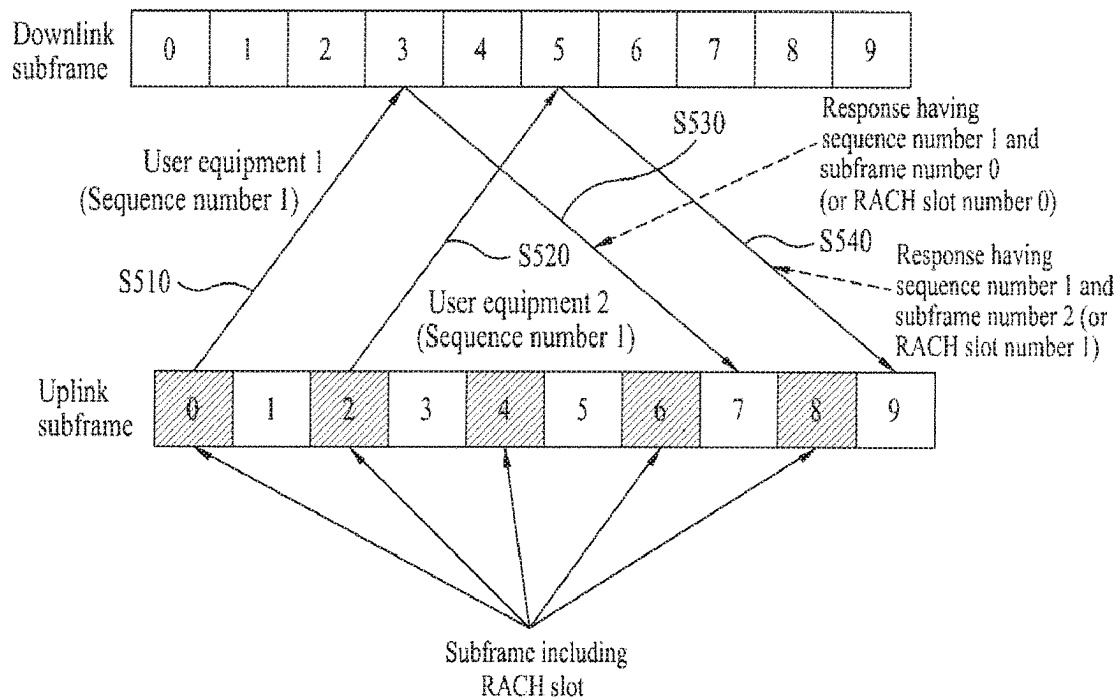 Downlink
subframe
0 1 2 3 4 5 6 7 8 9
S530
Response having
sequence number 1 and
subframe number 0
(or RACH slot number 0)
User equipment 1
(Sequence number 1)
S510
S520
S540
User equipment 2
(Sequence number 1)
Response having
sequence number 1 and
subframe number 2 (or
RACH slot number 1)
Uplink
subframe
0 1 2 3 4 5 6 7 8 9
Subframe including
RACH slot